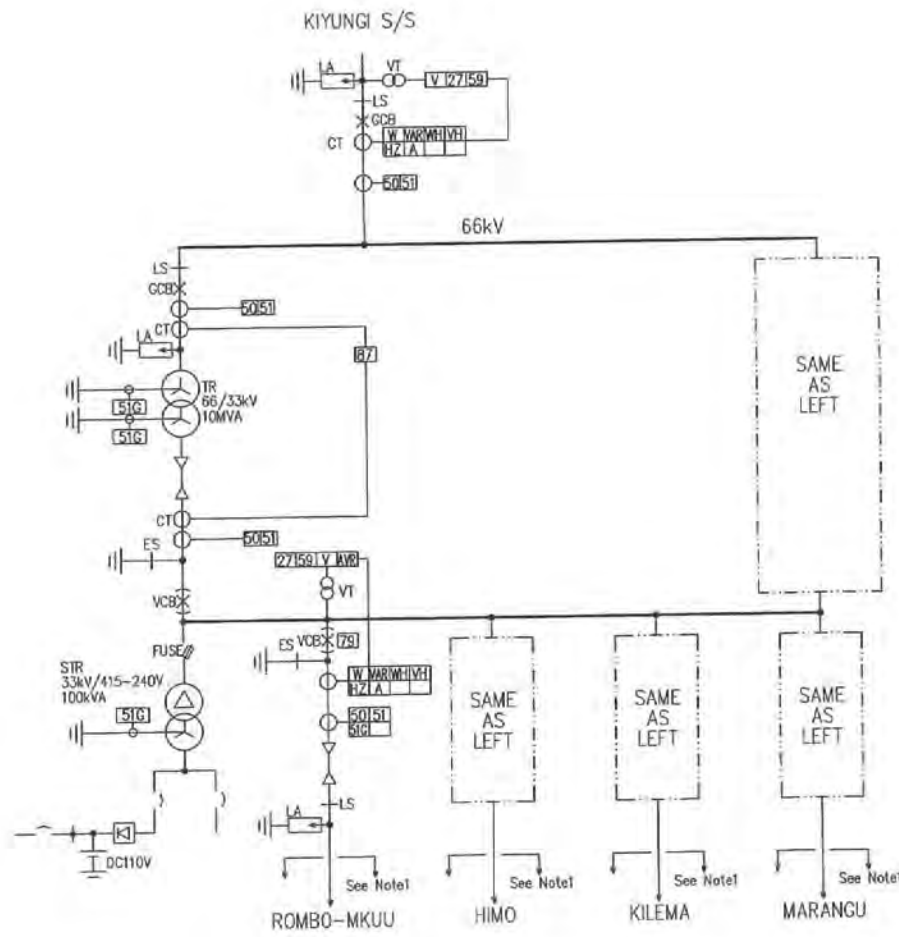 KIYUNGI S/S
LA
VT
V 27 59
LS
GCB
CT
W VAR WH VH
HZ A
50 51
66kV
LS
GCB
50 51
CT
LA
87
TR
66/33kV
10MVA
51G
51G
SAME
AS
LEFT
CT
50 51
ES
27 59 V AVR
VT
VCB
ES VCB 79
FUSE
STR
33kV/415-240V
100kVA
51G
W VAR WH VH
HZ A
50 51
51G
SAME
AS
LEFT
SAME
AS
LEFT
SAME
AS
LEFT
LS
LA
DC110V
See Note1
See Note1
See Note1
See Note1
ROMBO-MKUU
HIMO
KILEMA
MARANGU